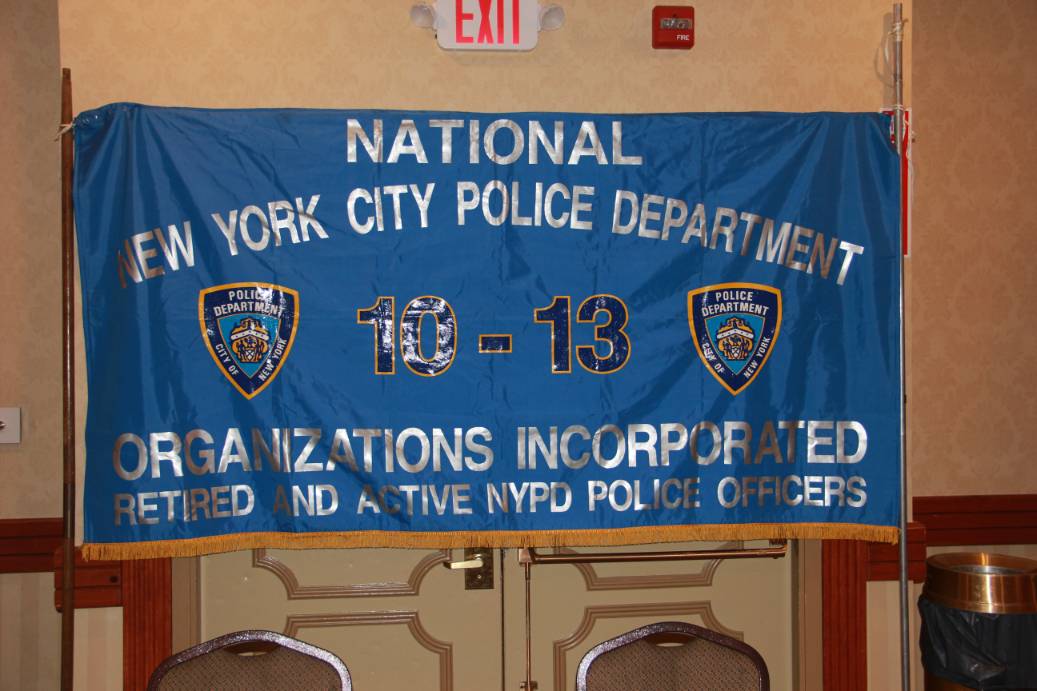 EXIT
FIRE
NATIONAL
NEW YORK CITY POLICE DEPARTMENT
POLICE
DEPARTMENT
CITY OF
NEW YORK
10 - 13
POLICE
DEPARTMENT
CITY OF
NEW YORK
ORGANIZATIONS INCORPORATED
RETIRED AND ACTIVE NYPD POLICE OFFICERS